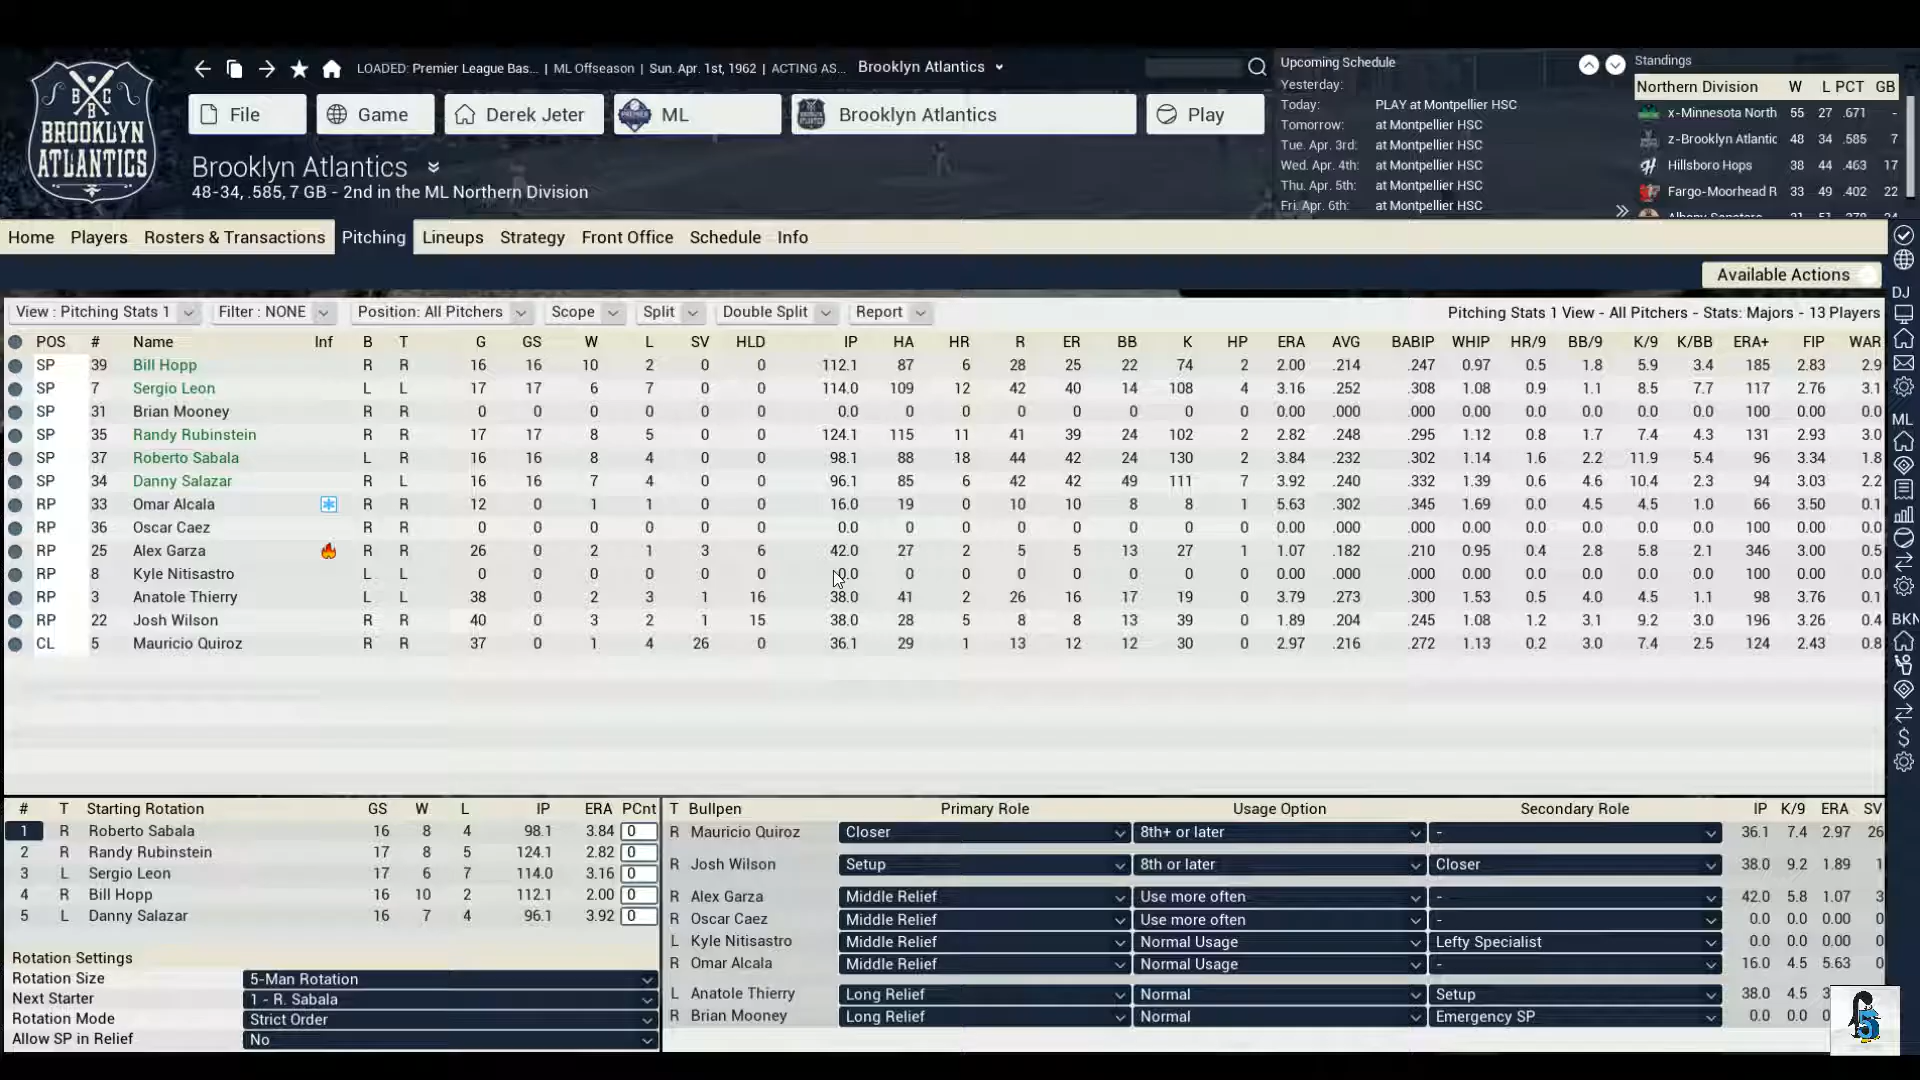 LOADED: Premier League Bas... | ML Offseason | Sun. Apr. 1st, 1962 | ACTING AS... Brooklyn Atlantics
BBC
BROOKLYN
ATLANTICS
File Game Derek Jeter ML Brooklyn Atlantics Play
Brooklyn Atlantics
48-34, .585, 7 GB - 2nd in the ML Northern Division
Upcoming Schedule
Yesterday:
Today: PLAY at Montpellier HSC
Tomorrow: at Montpellier HSC
Tue. Apr. 3rd: at Montpellier HSC
Wed. Apr. 4th: at Montpellier HSC
Thu. Apr. 5th: at Montpellier HSC
Fri. Apr. 6th: at Montpellier HSC
Standings
Northern Division W L PCT GB
x-Minnesota North 55 27 .671 -
z-Brooklyn Atlantic 48 34 .585 7
Hillsboro Hops 38 44 .463 17
Fargo-Moorhead R 33 49 .402 22
Home Players Rosters & Transactions Pitching Lineups Strategy Front Office Schedule Info
Available Actions
View : Pitching Stats 1 Filter : NONE Position: All Pitchers Scope Split Double Split Report Pitching Stats 1 View - All Pitchers - Stats: Majors - 13 Players
POS # Name Inf B T G GS W L SV HLD IP HA HR R ER BB K HP ERA AVG BABIP WHIP HR/9 BB/9 K/9 K/BB ERA+ FIP WAR
SP 39 Bill Hopp R R 16 16 10 2 0 0 112.1 87 6 28 25 22 74 2 2.00 .214 .247 0.97 0.5 1.8 5.9 3.4 185 2.83 2.9
SP 7 Sergio Leon L L 17 17 6 7 0 0 114.0 109 12 42 40 14 108 4 3.16 .252 .308 1.08 0.9 1.1 8.5 7.7 117 2.76 3.1
SP 31 Brian Mooney R R 0 0 0 0 0 0 0.0 0 0 0 0 0 0 0 0.00 .000 .000 0.00 0.0 0.0 0.0 0.0 100 0.00 0.0
SP 35 Randy Rubinstein R R 17 17 8 5 0 0 124.1 115 11 41 39 24 102 2 2.82 .248 .295 1.12 0.8 1.7 7.4 4.3 131 2.93 3.0
SP 37 Roberto Sabala L R 16 16 8 4 0 0 98.1 88 18 44 42 24 130 2 3.84 .232 .302 1.14 1.6 2.2 11.9 5.4 96 3.34 1.8
SP 34 Danny Salazar R L 16 16 7 4 0 0 96.1 85 6 42 42 49 111 7 3.92 .240 .332 1.39 0.6 4.6 10.4 2.3 94 3.03 2.2
RP 33 Omar Alcala R R 12 0 1 1 0 0 16.0 19 0 10 10 8 8 1 5.63 .302 .345 1.69 0.0 4.5 4.5 1.0 66 3.50 0.1
RP 36 Oscar Caez R R 0 0 0 0 0 0 0.0 0 0 0 0 0 0 0 0.00 .000 .000 0.00 0.0 0.0 0.0 0.0 100 0.00 0.0
RP 25 Alex Garza R R 26 0 2 1 3 6 42.0 27 2 5 5 13 27 1 1.07 .182 .210 0.95 0.4 2.8 5.8 2.1 346 3.00 0.5
RP 8 Kyle Nitisastro L L 0 0 0 0 0 0 0.0 0 0 0 0 0 0 0 0.00 .000 .000 0.00 0.0 0.0 0.0 0.0 100 0.00 0.0
RP 3 Anatole Thierry L L 38 0 2 3 1 16 38.0 41 2 26 16 17 19 0 3.79 .273 .300 1.53 0.5 4.0 4.5 1.1 98 3.76 0.1
RP 22 Josh Wilson R R 40 0 3 2 1 15 38.0 28 5 8 8 13 39 0 1.89 .204 .245 1.08 1.2 3.1 9.2 3.0 196 3.26 0.4
CL 5 Mauricio Quiroz R R 37 0 1 4 26 0 36.1 29 1 13 12 12 30 0 2.97 .216 .272 1.13 0.2 3.0 7.4 2.5 124 2.43 0.8
# T Starting Rotation GS W L IP ERA PCnt
1 R Roberto Sabala 16 8 4 98.1 3.84 0
2 R Randy Rubinstein 17 8 5 124.1 2.82 0
3 L Sergio Leon 17 6 7 114.0 3.16 0
4 R Bill Hopp 16 10 2 112.1 2.00 0
5 L Danny Salazar 16 7 4 96.1 3.92 0
Rotation Settings
Rotation Size 5-Man Rotation
Next Starter 1 - R. Sabala
Rotation Mode Strict Order
Allow SP in Relief No
T Bullpen Primary Role Usage Option Secondary Role IP K/9 ERA SV
R Mauricio Quiroz Closer 8th+ or later - 36.1 7.4 2.97 26
R Josh Wilson Setup 8th or later Closer 38.0 9.2 1.89 1
R Alex Garza Middle Relief Use more often - 42.0 5.8 1.07 3
R Oscar Caez Middle Relief Use more often - 0.0 0.0 0.00 0
L Kyle Nitisastro Middle Relief Normal Usage Lefty Specialist 0.0 0.0 0.00 0
R Omar Alcala Middle Relief Normal Usage - 16.0 4.5 5.63 0
L Anatole Thierry Long Relief Normal Setup 38.0 4.5 3
R Brian Mooney Long Relief Normal Emergency SP 0.0 0.0 0
DJ
ML
BKN
5